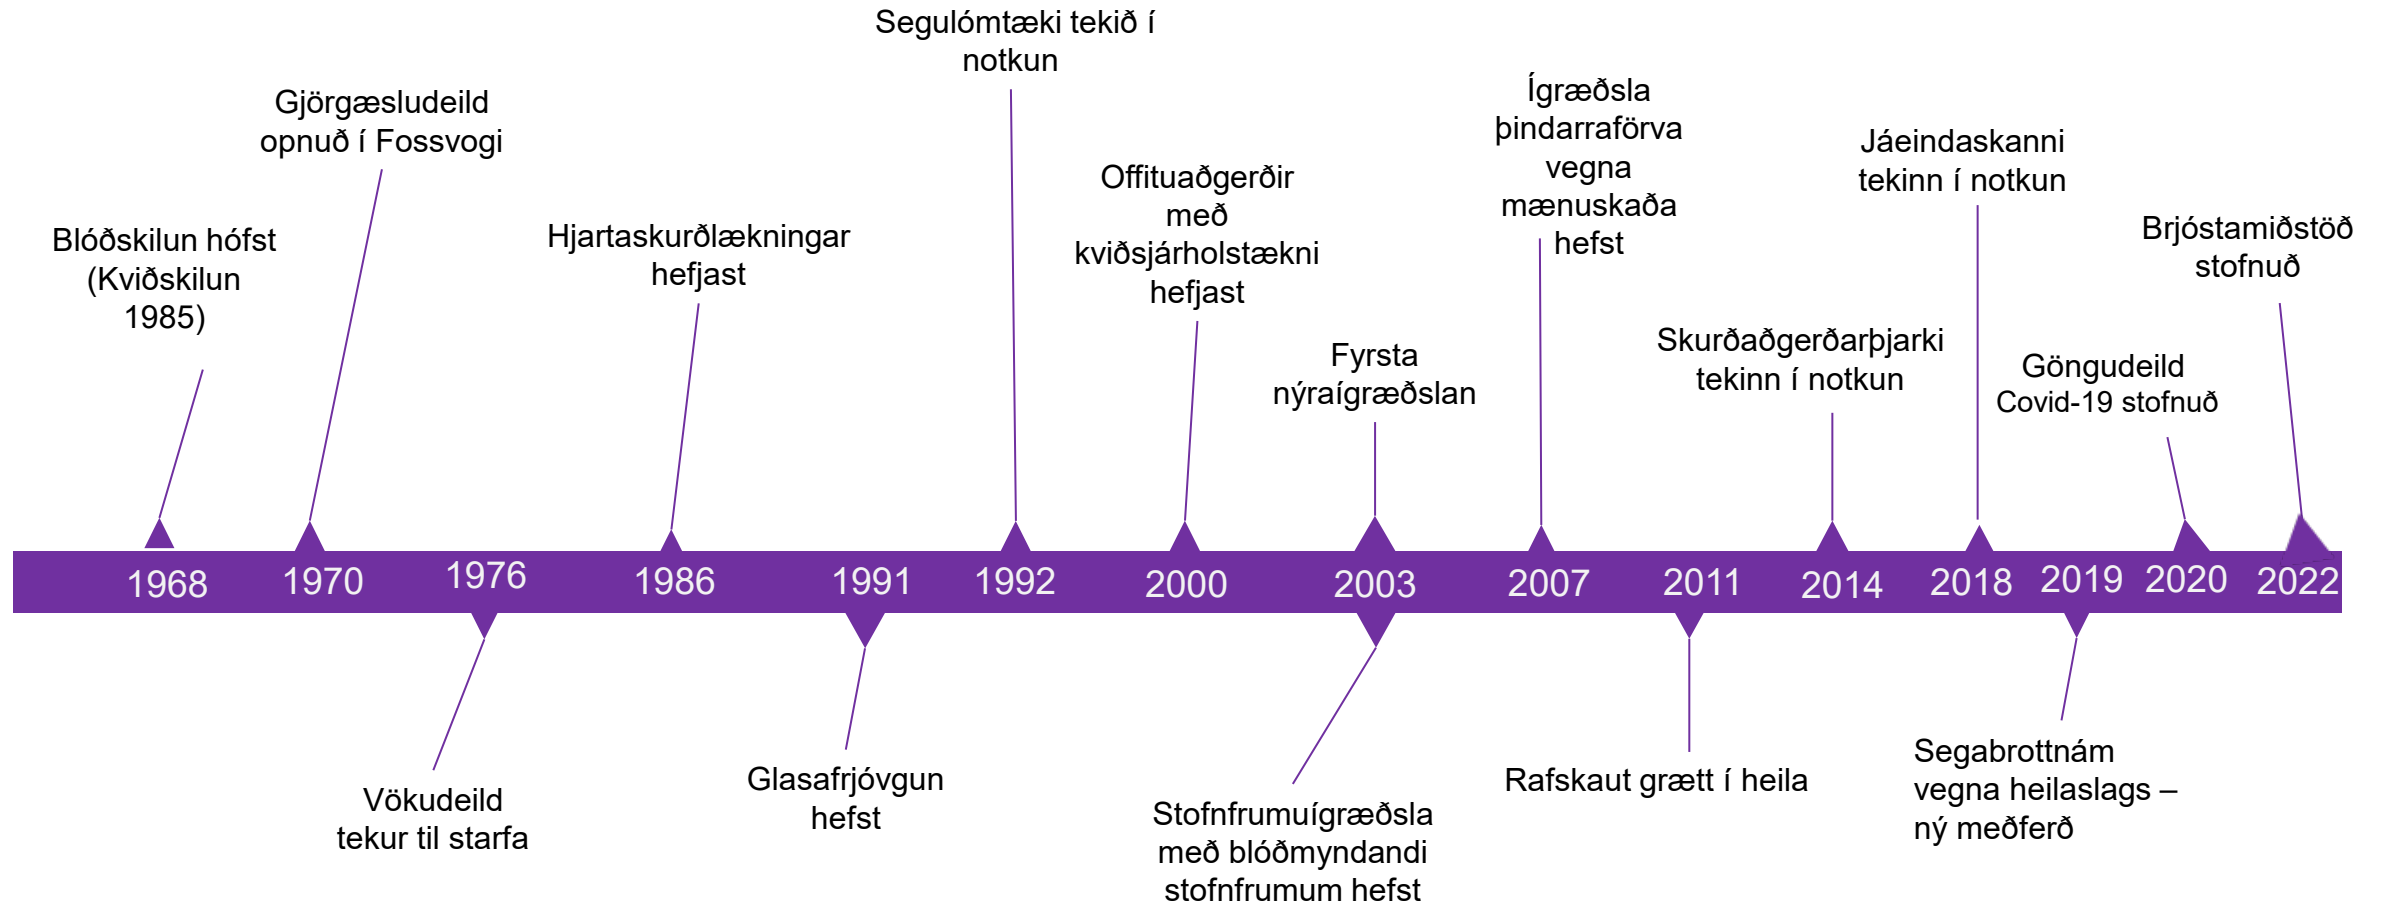 Segulómtæki tekið í
notkun
Gjörgæsludeild
opnuð í Fossvogi
Ígræðsla
þindarraförva
vegna
mænuskaða
hefst
Jáeindaskanni
tekinn í notkun
Offituaðgerðir
með
kviðsjárholstækni
hefjast
Blóðskilun hófst
(Kviðskilun
1985)
Hjartaskurðlækningar
hefjast
Brjóstamiðstöð
stofnuð
Fyrsta
nýraígræðslan
Skurðaðgerðarþjarki
tekinn í notkun
Göngudeild
Covid-19 stofnuð
1968 1970 1976 1986 1991 1992 2000 2003 2007 2011 2014 2018 2019 2020 2022
Vökudeild
tekur til starfa
Glasafrjóvgun
hefst
Stofnfrumuígræðsla
með blóðmyndandi
stofnfrumum hefst
Rafskaut grætt í heila
Segabrottnám
vegna heilaslags –
ný meðferð